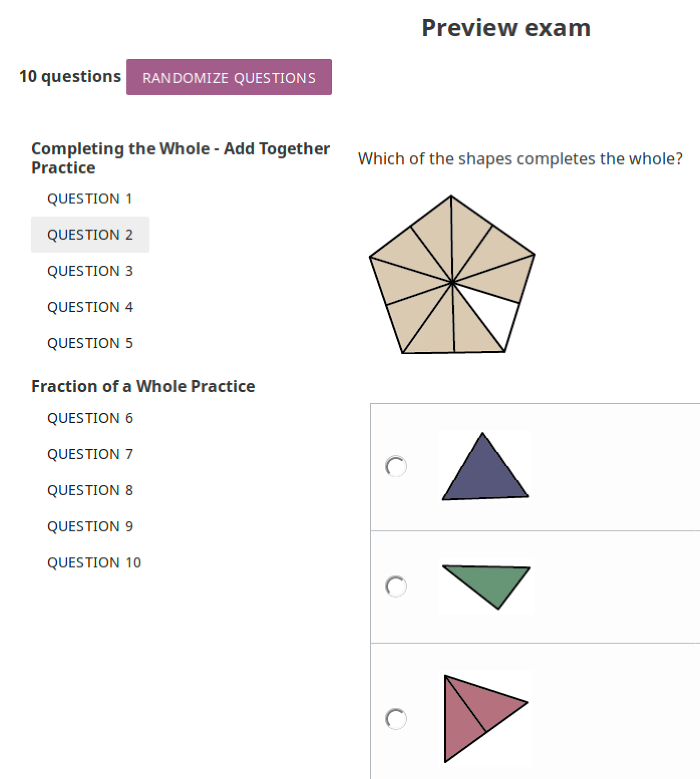 Preview exam
10 questions
RANDOMIZE QUESTIONS
Completing the Whole - Add Together
Practice
QUESTION 1
QUESTION 2
QUESTION 3
QUESTION 4
QUESTION 5
Fraction of a Whole Practice
QUESTION 6
QUESTION 7
QUESTION 8
QUESTION 9
QUESTION 10
Which of the shapes completes the whole?